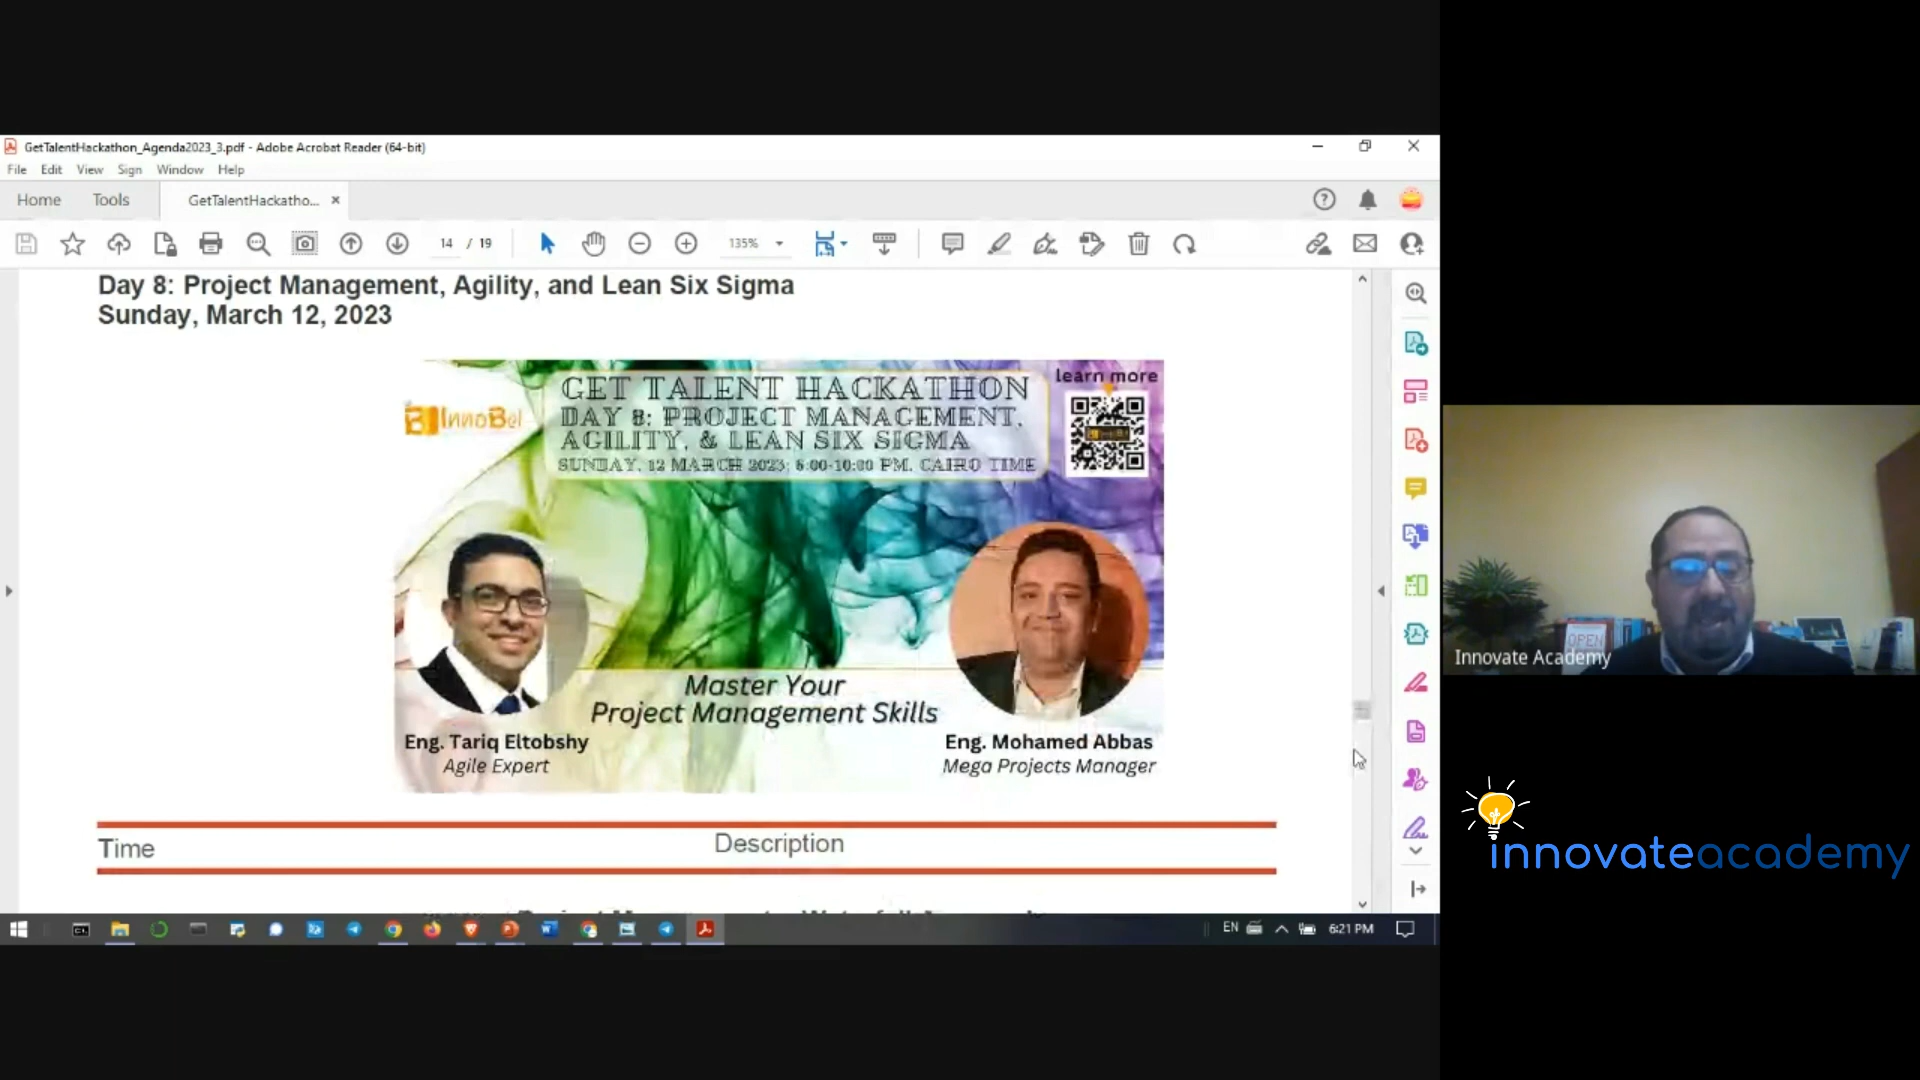 GetTalentHackathon_Agenda2023_3.pdf - Adobe Acrobat Reader (64-bit)
File Edit View Sign Window Help
Home Tools GetTalentHackatho...
14 / 19 135%
Day 8: Project Management, Agility, and Lean Six Sigma
Sunday, March 12, 2023
InnoBel
GET TALENT HACKATHON
DAY 8: PROJECT MANAGEMENT,
AGILITY, & LEAN SIX SIGMA
SUNDAY, 12 MARCH 2023; 6:00-10:00 PM, CAIRO TIME
learn more
Master Your
Project Management Skills
Eng. Tariq Eltobshy
Agile Expert
Eng. Mohamed Abbas
Mega Projects Manager
Time Description
EN 6:21 PM
OPEN
Innovate Academy
innovateacademy